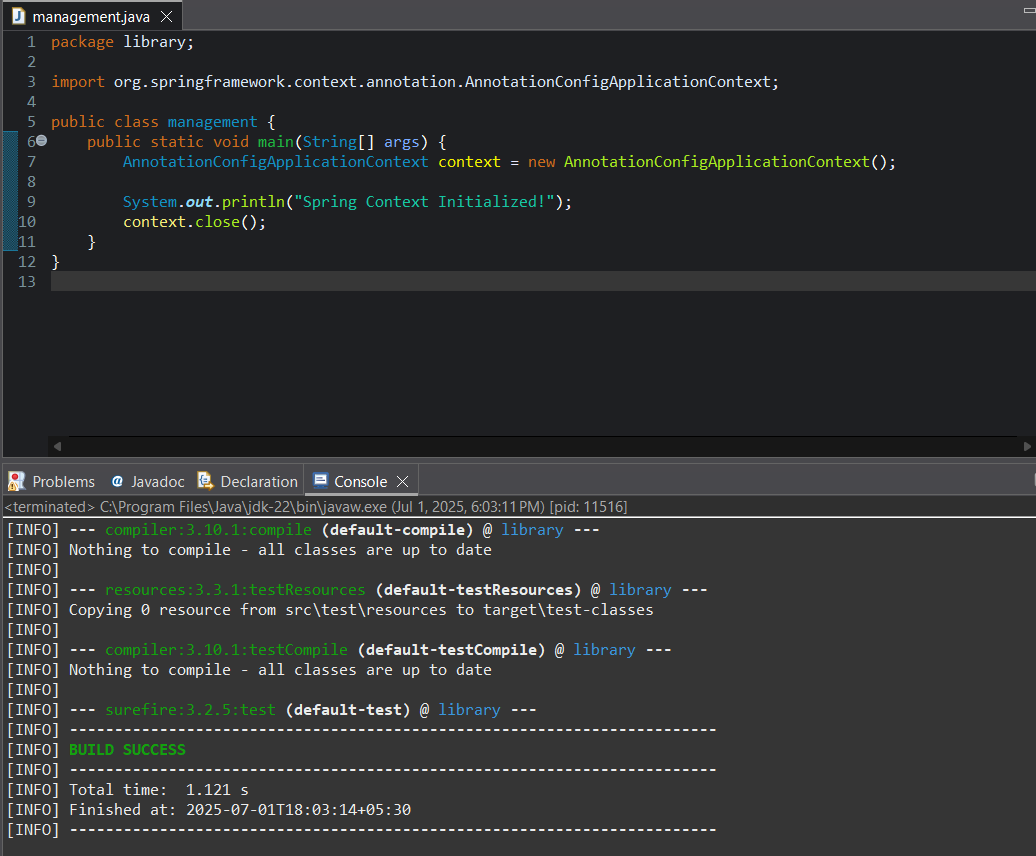 management.java
1 package library;
2
3 import org.springframework.context.annotation.AnnotationConfigApplicationContext;
4
5 public class management {
6     public static void main(String[] args) {
7         AnnotationConfigApplicationContext context = new AnnotationConfigApplicationContext();
8
9         System.out.println("Spring Context Initialized!");
10         context.close();
11     }
12 }
13
Problems @ Javadoc Declaration Console
<terminated> C:\Program Files\Java\jdk-22\bin\javaw.exe (Jul 1, 2025, 6:03:11 PM) [pid: 11516]
[INFO] --- compiler:3.10.1:compile (default-compile) @ library ---
[INFO] Nothing to compile - all classes are up to date
[INFO]
[INFO] --- resources:3.3.1:testResources (default-testResources) @ library ---
[INFO] Copying 0 resource from src\test\resources to target\test-classes
[INFO]
[INFO] --- compiler:3.10.1:testCompile (default-testCompile) @ library ---
[INFO] Nothing to compile - all classes are up to date
[INFO]
[INFO] --- surefire:3.2.5:test (default-test) @ library ---
[INFO] ------------------------------------------------------------------------
[INFO] BUILD SUCCESS
[INFO] ------------------------------------------------------------------------
[INFO] Total time:  1.121 s
[INFO] Finished at: 2025-07-01T18:03:14+05:30
[INFO] ------------------------------------------------------------------------